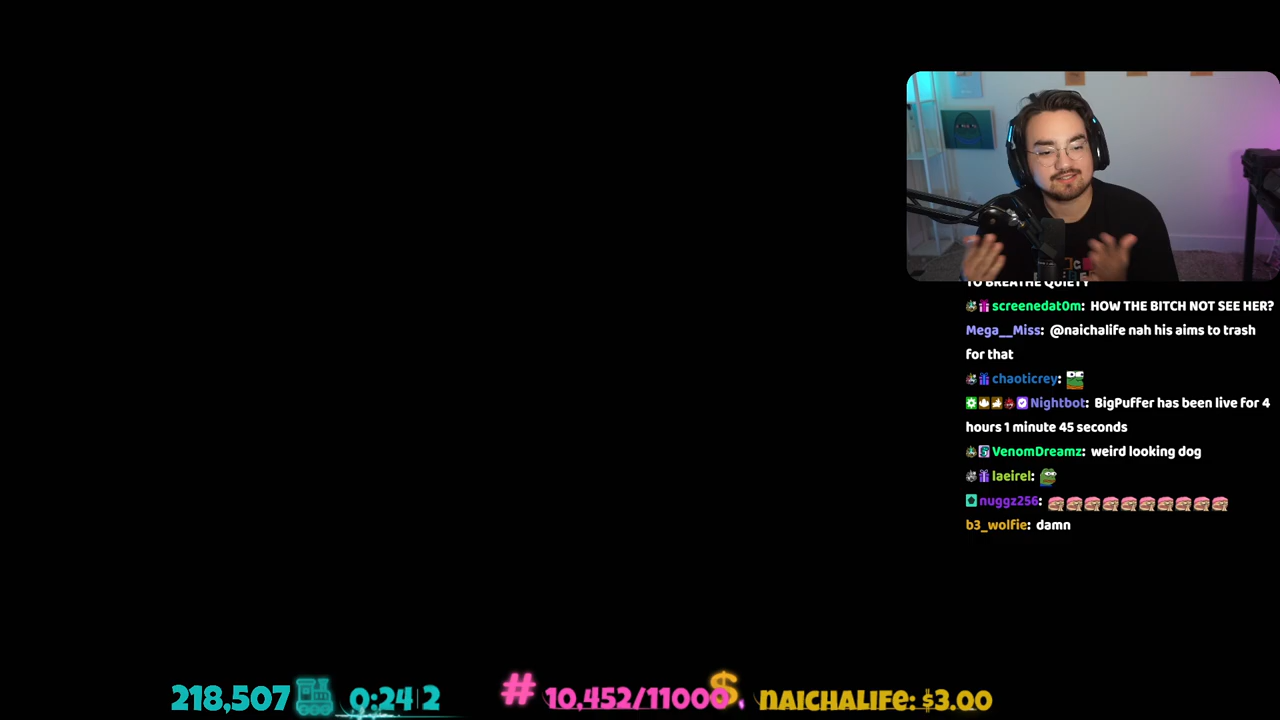 TO BREATHE QUIETY
screenedat0m: HOW THE BITCH NOT SEE HER?
Mega__Miss: @naichalife nah his aims to trash
for that
chaoticrey:
Nightbot: BigPuffer has been live for 4
hours 1 minute 45 seconds
VenomDreamz: weird looking dog
laeirel:
nuggz256:
b3_wolfie: damn
218,507 0:24 2 # 10,452/11000 $ NAICHALIFE: $3.00